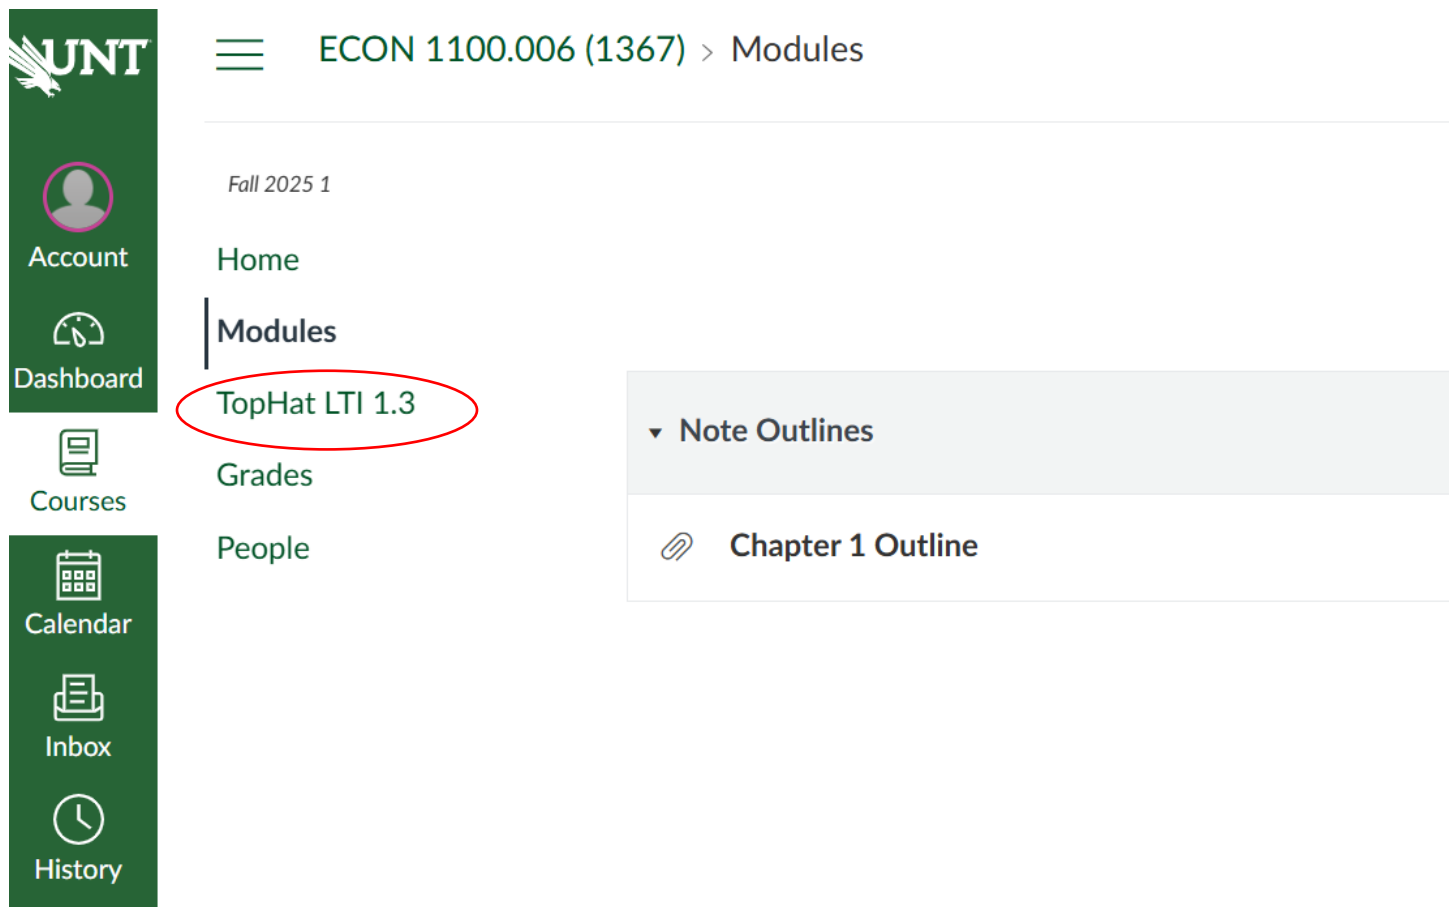 UNT
ECON 1100.006 (1367) > Modules
Fall 2025 1
Account
Home
Modules
Dashboard
TopHat LTI 1.3
Note Outlines
Grades
Courses
People
Chapter 1 Outline
Calendar
Inbox
History